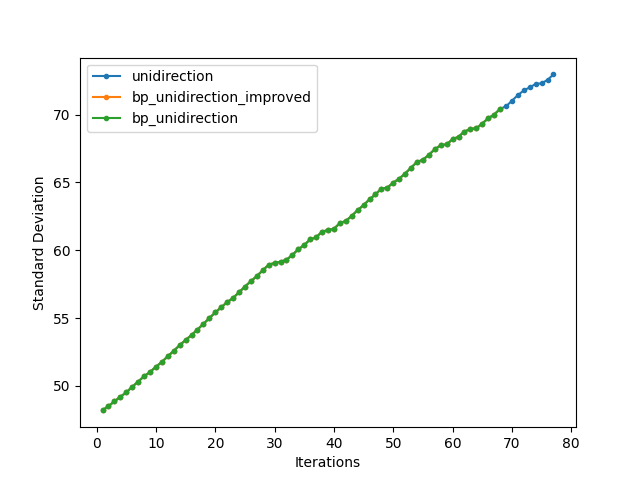 unidirection
bp_unidirection_improved
bp_unidirection
70
65
60
55
50
Standard Deviation
0 10 20 30 40 50 60 70 80
Iterations